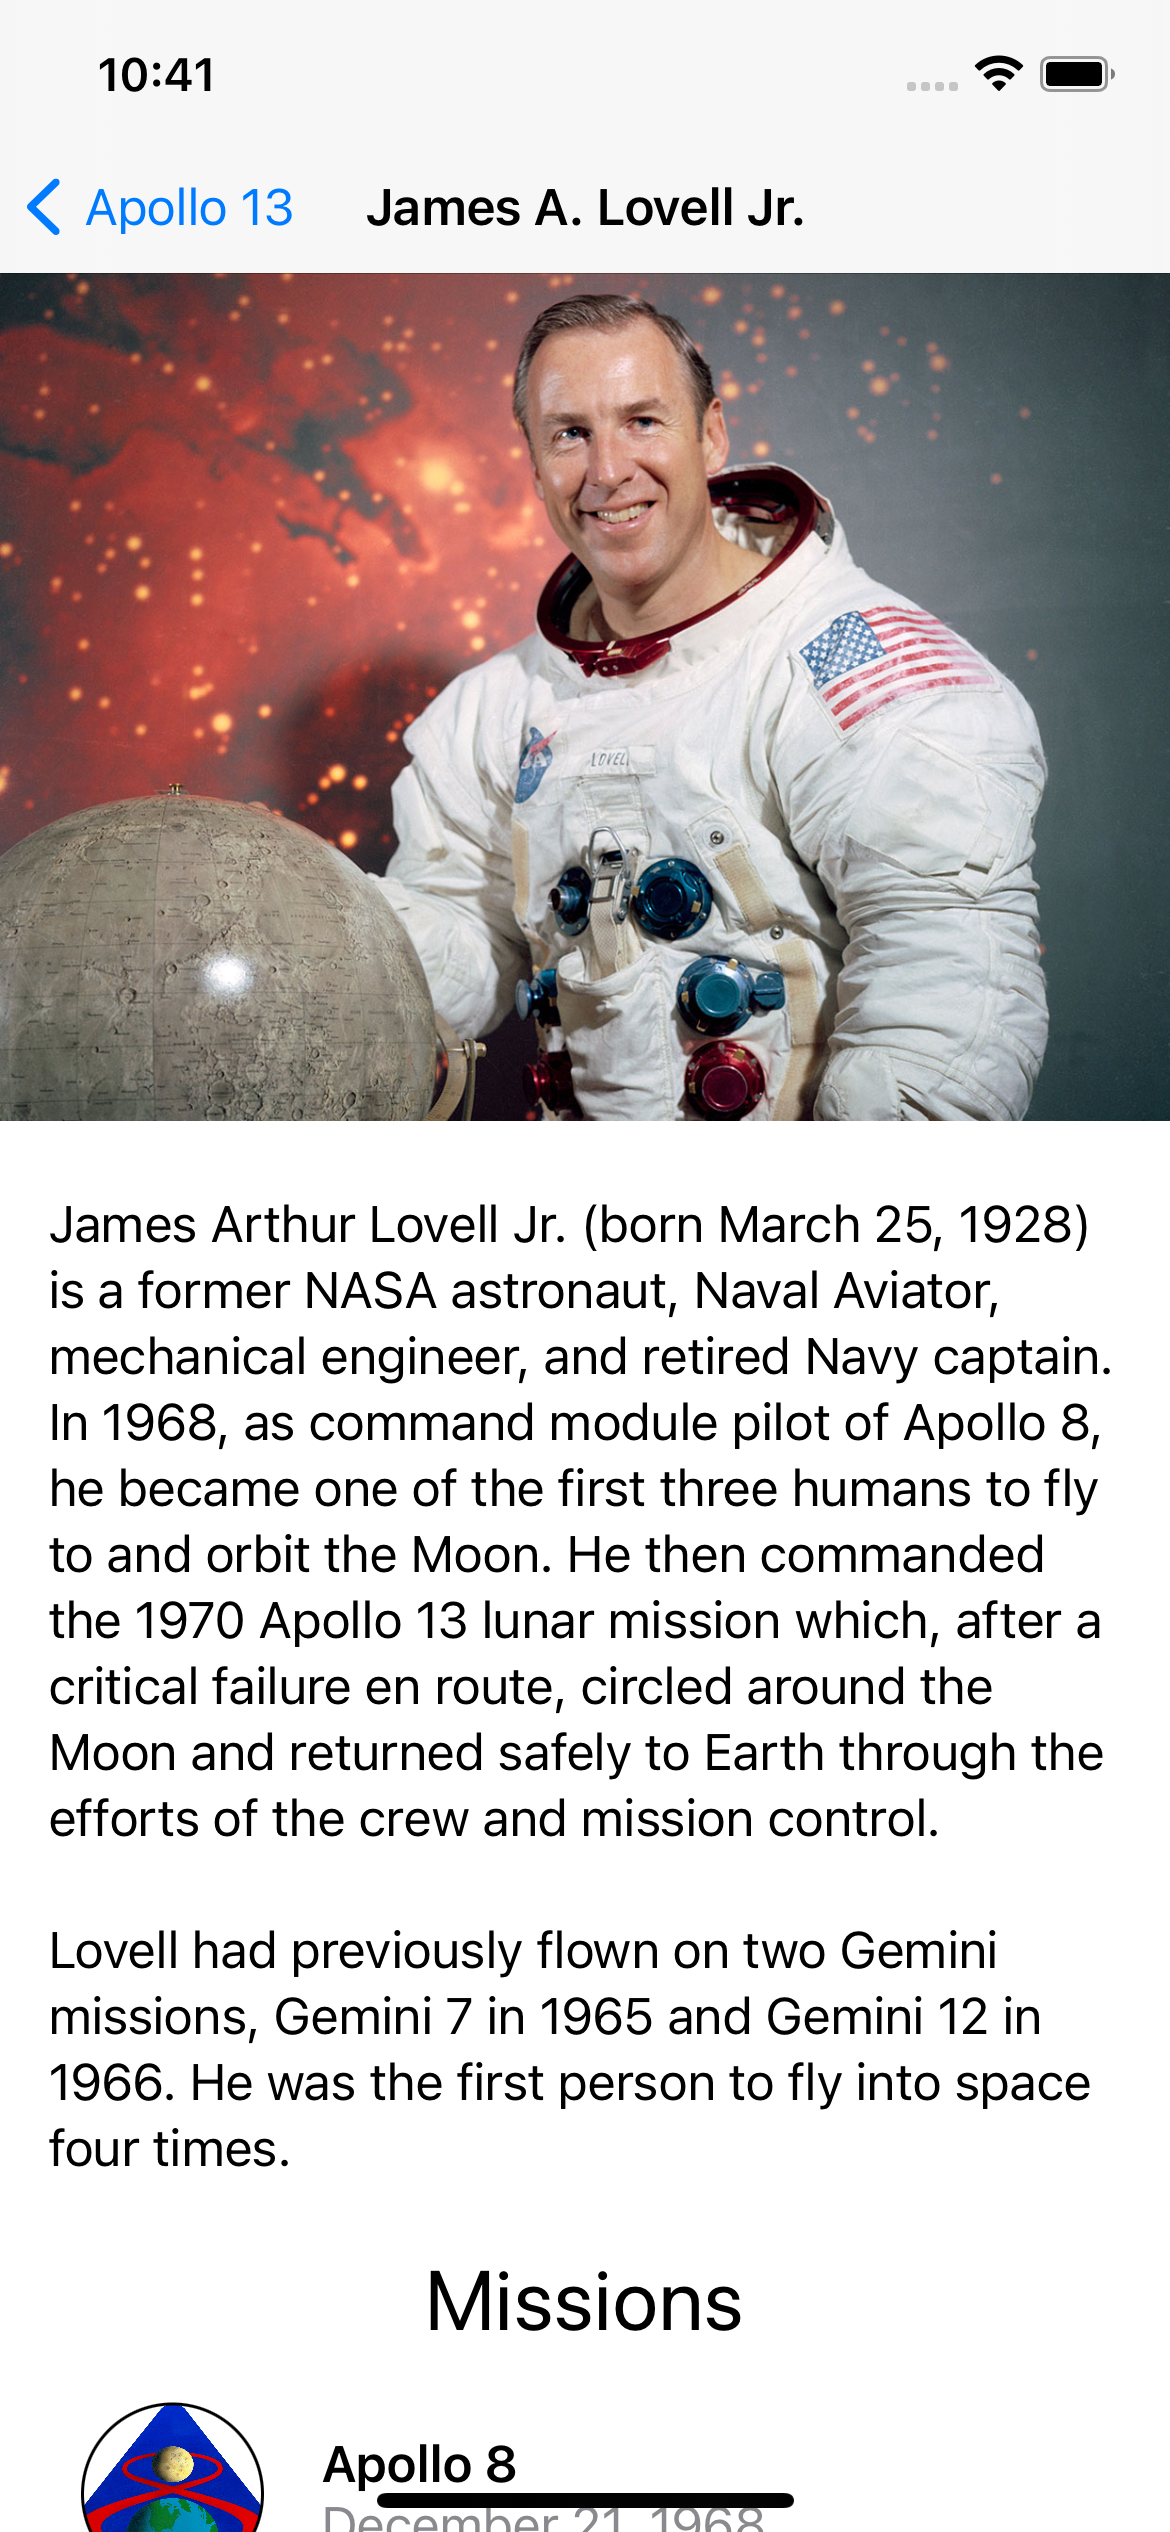 10:41
Apollo 13
James A. Lovell Jr.
LOVELL
James Arthur Lovell Jr. (born March 25, 1928)
is a former NASA astronaut, Naval Aviator,
mechanical engineer, and retired Navy captain.
In 1968, as command module pilot of Apollo 8,
he became one of the first three humans to fly
to and orbit the Moon. He then commanded
the 1970 Apollo 13 lunar mission which, after a
critical failure en route, circled around the
Moon and returned safely to Earth through the
efforts of the crew and mission control.
Lovell had previously flown on two Gemini
missions, Gemini 7 in 1965 and Gemini 12 in
1966. He was the first person to fly into space
four times.
Missions
Apollo 8
December 21, 1968